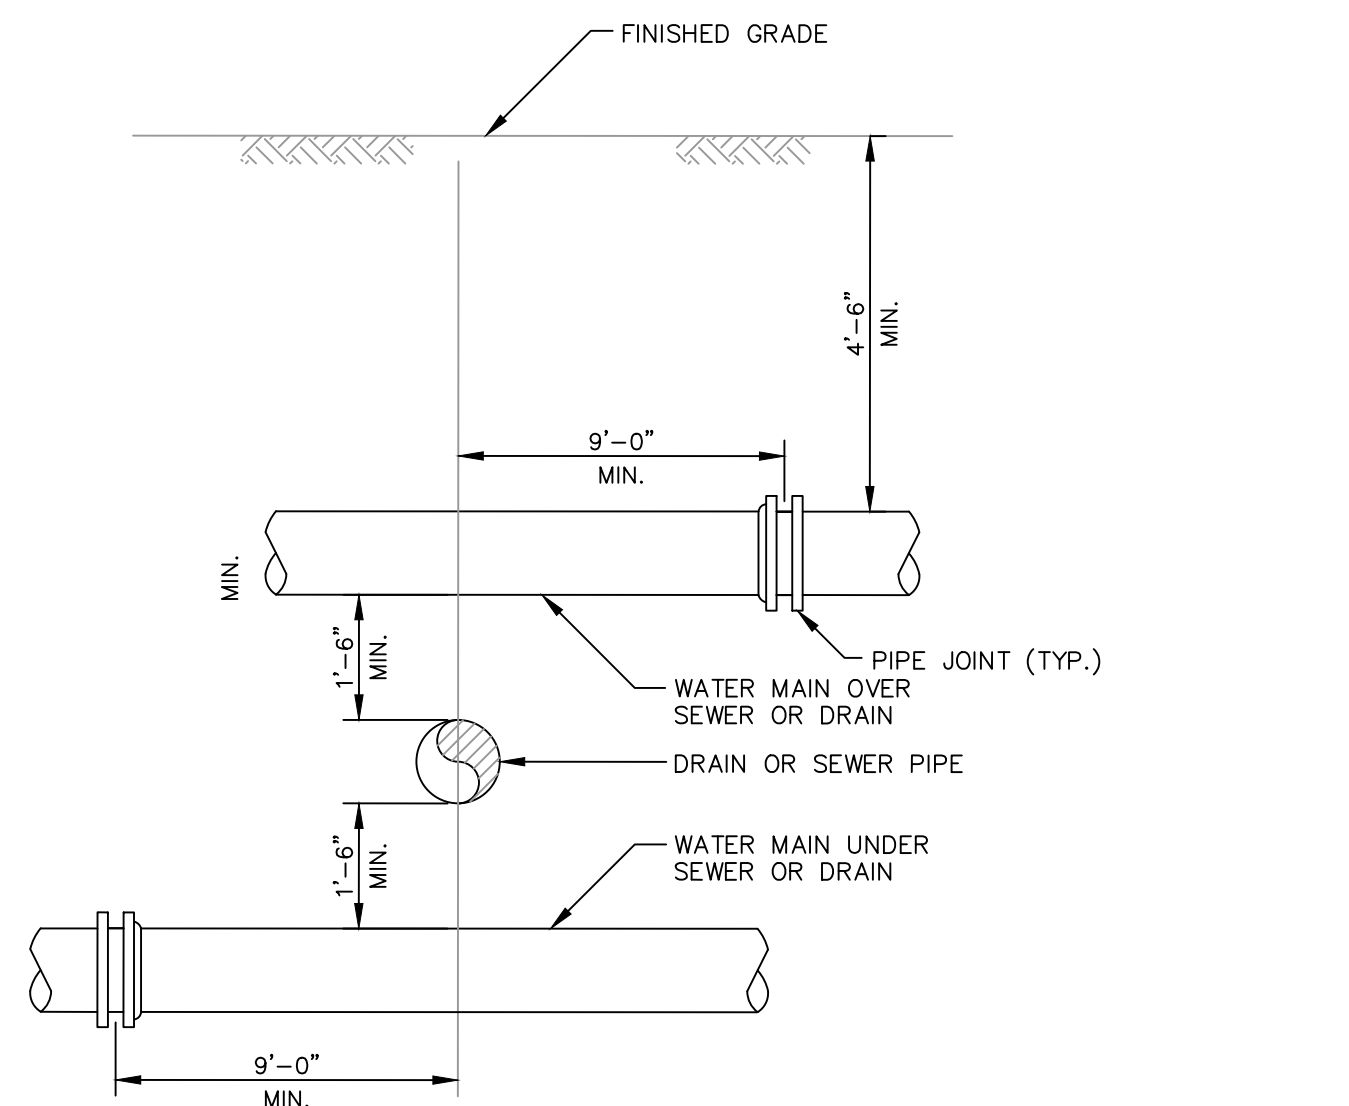 FINISHED GRADE
4'-6"
MIN.
9'-0"
MIN.
MIN.
1'-6"
MIN.
PIPE JOINT (TYP.)
WATER MAIN OVER
SEWER OR DRAIN
DRAIN OR SEWER PIPE
1'-6"
MIN.
WATER MAIN UNDER
SEWER OR DRAIN
9'-0"
MIN.